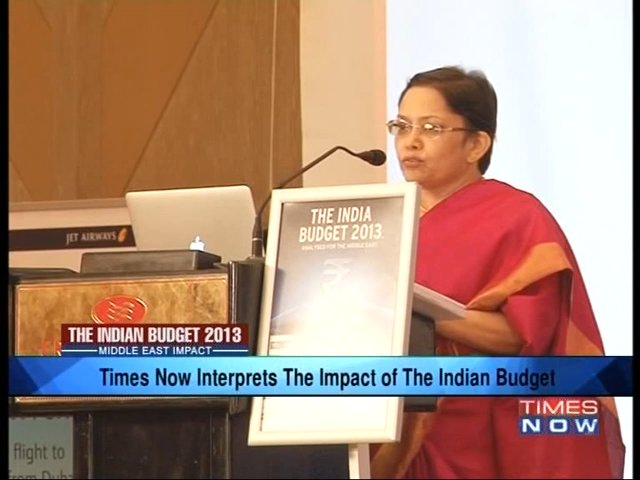 JET AIRWAYS
THE INDIA
BUDGET 2013.
ANALYSED FOR THE MIDDLE EAST.
THE INDIAN BUDGET 2013
MIDDLE EAST IMPACT
Times Now Interprets The Impact of The Indian Budget
TIMES
NOW
flight to
from Duba